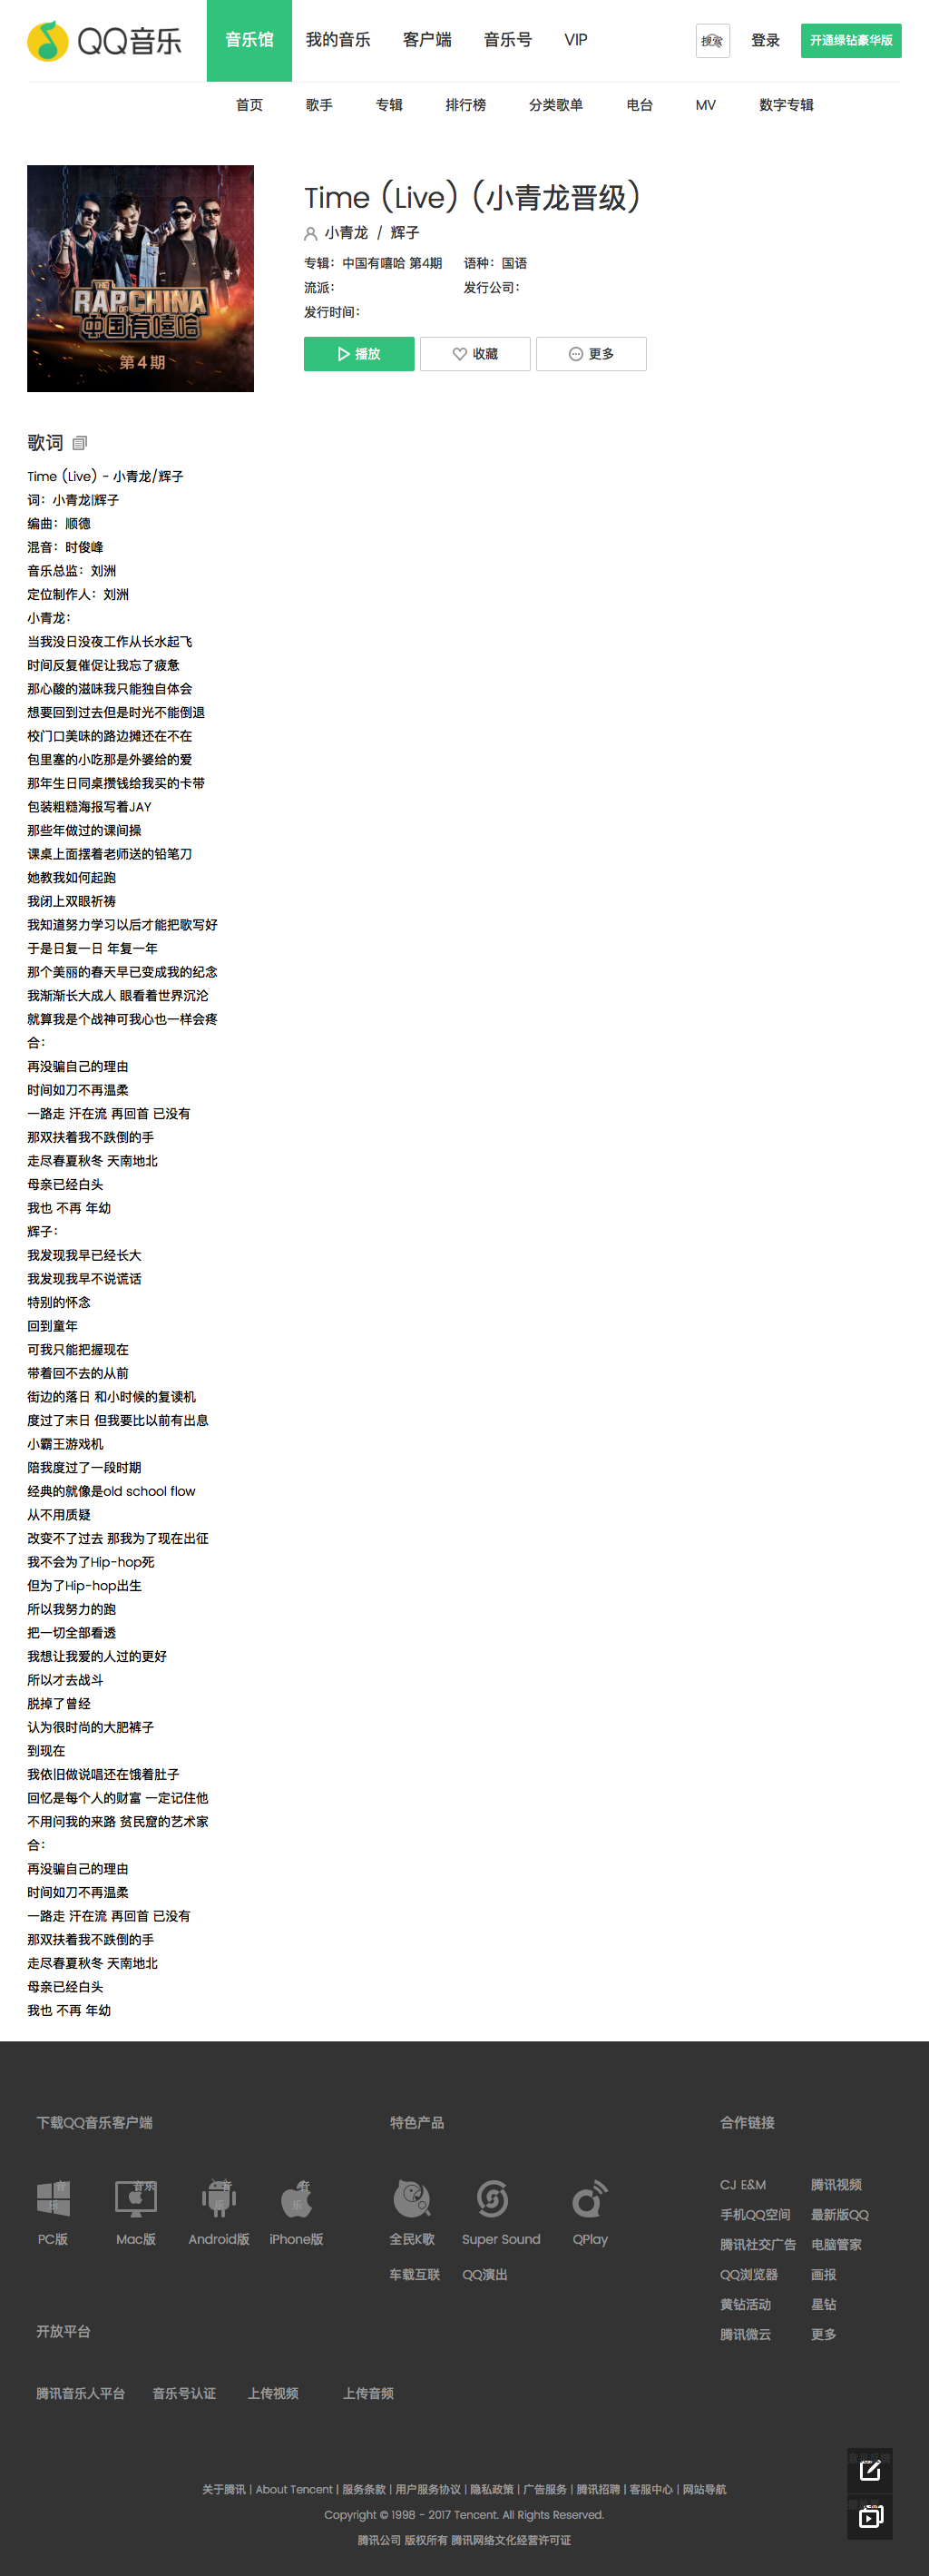 QQ音乐
音乐馆 我的音乐 客户端 音乐号 VIP
搜索 登录 开通绿钻豪华版
首页 歌手 专辑 排行榜 分类歌单 电台 MV 数字专辑
THE RAP OF CHINA
中国有嘻哈
第4期
Time (Live) (小青龙晋级)
小青龙 / 辉子
专辑：中国有嘻哈 第4期 语种：国语
流派： 发行公司：
发行时间：
播放 收藏 更多
歌词
Time (Live) - 小青龙/辉子
词：小青龙|辉子
编曲：顺德
混音：时俊峰
音乐总监：刘洲
定位制作人：刘洲
小青龙：
当我没日没夜工作从长水起飞
时间反复催促让我忘了疲惫
那心酸的滋味我只能独自体会
想要回到过去但是时光不能倒退
校门口美味的路边摊还在不在
包里塞的小吃那是外婆给的爱
那年生日同桌攒钱给我买的卡带
包装粗糙海报写着JAY
那些年做过的课间操
课桌上面摆着老师送的铅笔刀
她教我如何起跑
我闭上双眼祈祷
我知道努力学习以后才能把歌写好
于是日复一日 年复一年
那个美丽的春天早已变成我的纪念
我渐渐长大成人 眼看着世界沉沦
就算我是个战神可我心也一样会疼
合：
再没骗自己的理由
时间如刀不再温柔
一路走 汗在流 再回首 已没有
那双扶着我不跌倒的手
走尽春夏秋冬 天南地北
母亲已经白头
我也 不再 年幼
辉子：
我发现我早已经长大
我发现我早不说谎话
特别的怀念
回到童年
可我只能把握现在
带着回不去的从前
街边的落日 和小时候的复读机
度过了末日 但我要比以前有出息
小霸王游戏机
陪我度过了一段时期
经典的就像是old school flow
从不用质疑
改变不了过去 那我为了现在出征
我不会为了Hip-hop死
但为了Hip-hop出生
所以我努力的跑
把一切全部看透
我想让我爱的人过的更好
所以才去战斗
脱掉了曾经
认为很时尚的大肥裤子
到现在
我依旧做说唱还在饿着肚子
回忆是每个人的财富 一定记住他
不用问我的来路 贫民窟的艺术家
合：
再没骗自己的理由
时间如刀不再温柔
一路走 汗在流 再回首 已没有
那双扶着我不跌倒的手
走尽春夏秋冬 天南地北
母亲已经白头
我也 不再 年幼
下载QQ音乐客户端 特色产品 合作链接
PC版 Mac版 Android版 iPhone版
全民K歌 Super Sound QPlay
车载互联 QQ演出
CJ E&M 腾讯视频
手机QQ空间 最新版QQ
腾讯社交广告 电脑管家
QQ浏览器 画报
黄钻活动 星钻
腾讯微云 更多
开放平台
腾讯音乐人平台 音乐号认证 上传视频 上传音频
关于腾讯 | About Tencent | 服务条款 | 用户服务协议 | 隐私政策 | 广告服务 | 腾讯招聘 | 客服中心 | 网站导航
Copyright © 1998 - 2017 Tencent. All Rights Reserved.
腾讯公司 版权所有 腾讯网络文化经营许可证